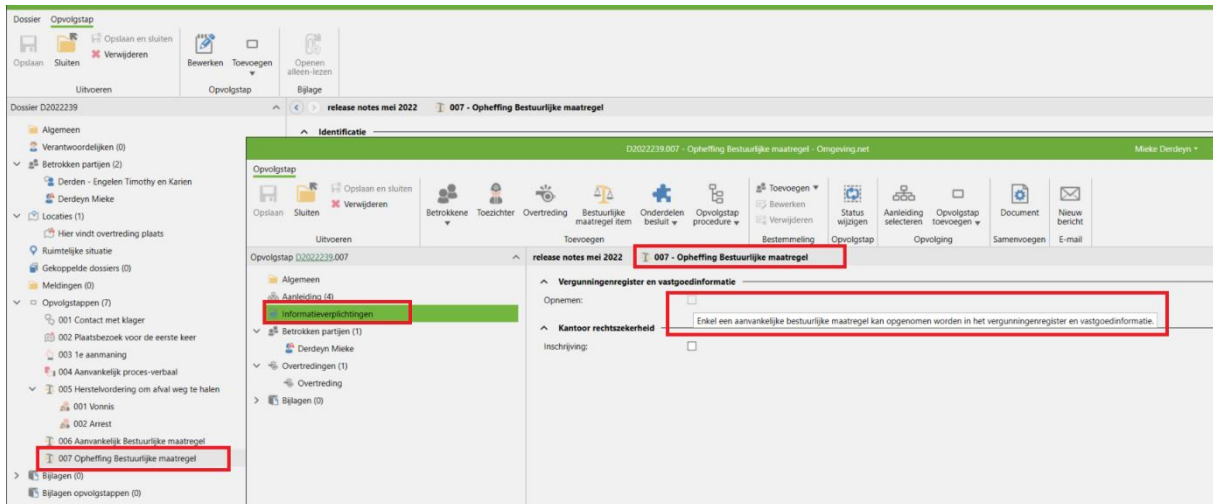 Dossier Opvolgstap
Opslaan Sluiten Opslaan en sluiten Verwijderen
Bewerken Toevoegen
Openen alleen-lezen
Uitvoeren Opvolgstap Bijlage
Dossier D2022239
release notes mei 2022 007 - Opheffing Bestuurlijke maatregel
Identificatie
Algemeen
Verantwoordelijken (0)
Betrokken partijen (2)
Derden - Engelen Timothy en Karien
Derdeyn Mieke
Locaties (1)
Hier vindt overtreding plaats
Ruimtelijke situatie
Gekoppelde dossiers (0)
Meldingen (0)
Opvolgstappen (7)
001 Contact met klager
002 Plaatsbezoek voor de eerste keer
003 1e aanmaning
004 Aanvankelijk proces-verbaal
005 Herstelvordering om afval weg te halen
001 Vonnis
002 Arrest
006 Aanvankelijk Bestuurlijke maatregel
007 Opheffing Bestuurlijke maatregel
Bijlagen (0)
Bijlagen opvolgstappen (0)
D2022239.007 - Opheffing Bestuurlijke maatregel - Omgeving.net Mieke Derdeyn
Opvolgstap
Opslaan Sluiten Opslaan en sluiten Verwijderen
Betrokkene Toezichter Overtreding Bestuurlijke maatregel item Onderdelen besluit Opvolgstap procedure
Toevoegen Bewerken Verwijderen
Status wijzigen
Aanleiding selecteren Opvolgstap toevoegen
Document
Nieuw bericht
Uitvoeren Toevoegen Bestemmeling Opvolgstap Opvolging Samenvoegen E-mail
Opvolgstap D2022239.007
release notes mei 2022 007 - Opheffing Bestuurlijke maatregel
Algemeen
Aanleiding (4)
Informatieverplichtingen
Betrokken partijen (1)
Derdeyn Mieke
Overtredingen (1)
Overtreding
Bijlagen (0)
Vergunningenregister en vastgoedinformatie
Opnemen:
Enkel een aanvankelijke bestuurlijke maatregel kan opgenomen worden in het vergunningenregister en vastgoedinformatie.
Kantoor rechtszekerheid
Inschrijving: